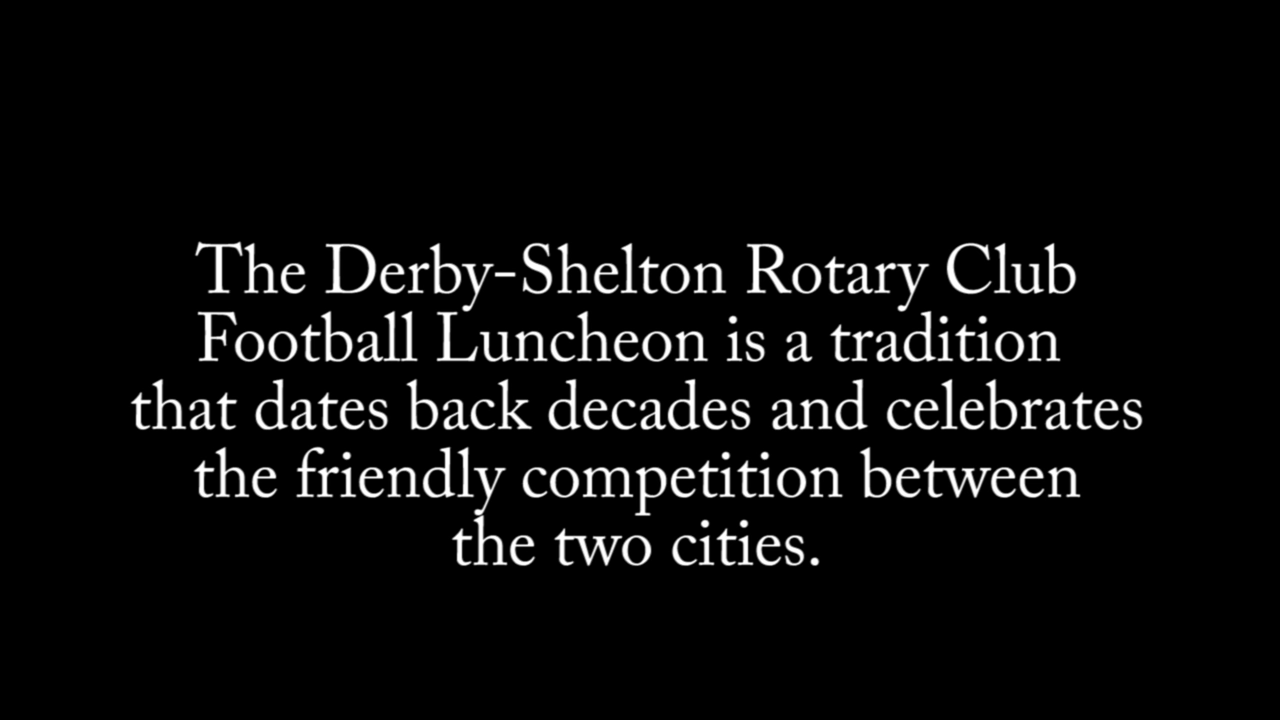 The Derby-Shelton Rotary Club
Football Luncheon is a tradition
that dates back decades and celebrates
the friendly competition between
the two cities.